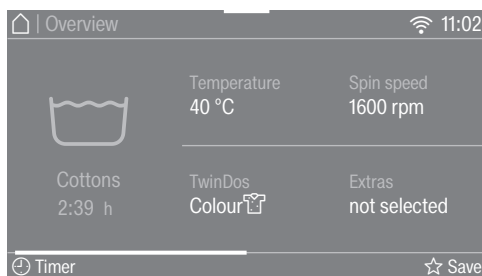 | Overview
11:02
Temperature
40 °C
Spin speed
1600 rpm
Cottons
2:39 h
TwinDos
Colour
Extras
not selected
Timer
Save